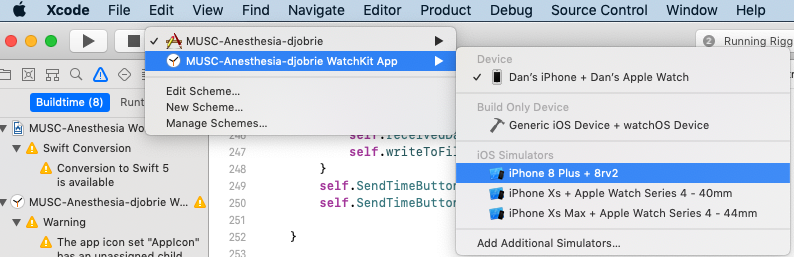 Xcode File Edit View Find Navigate Editor Product Debug Source Control Window Help
MUSC-Anesthesia-djobrie
2 Running Rigg
MUSC-Anesthesia-djobrie WatchKit App
Edit Scheme...
New Scheme...
Manage Schemes...
Device
Dan's iPhone + Dan's Apple Watch
Build Only Device
Generic iOS Device + watchOS Device
iOS Simulators
iPhone 8 Plus + 8rv2
iPhone Xs + Apple Watch Series 4 - 40mm
iPhone Xs Max + Apple Watch Series 4 - 44mm
Add Additional Simulators...
Buildtime (8) Runt
MUSC-Anesthesia Wo
Swift Conversion
Conversion to Swift 5
is available
MUSC-Anesthesia-djobrie W...
Warning
The app icon set "AppIcon"
has an unassigned child
246 self.receivedDa
247 self.writeToFil
248 }
249 self.SendTimeButton
250 self.SendTimeButton
251
252 }
253